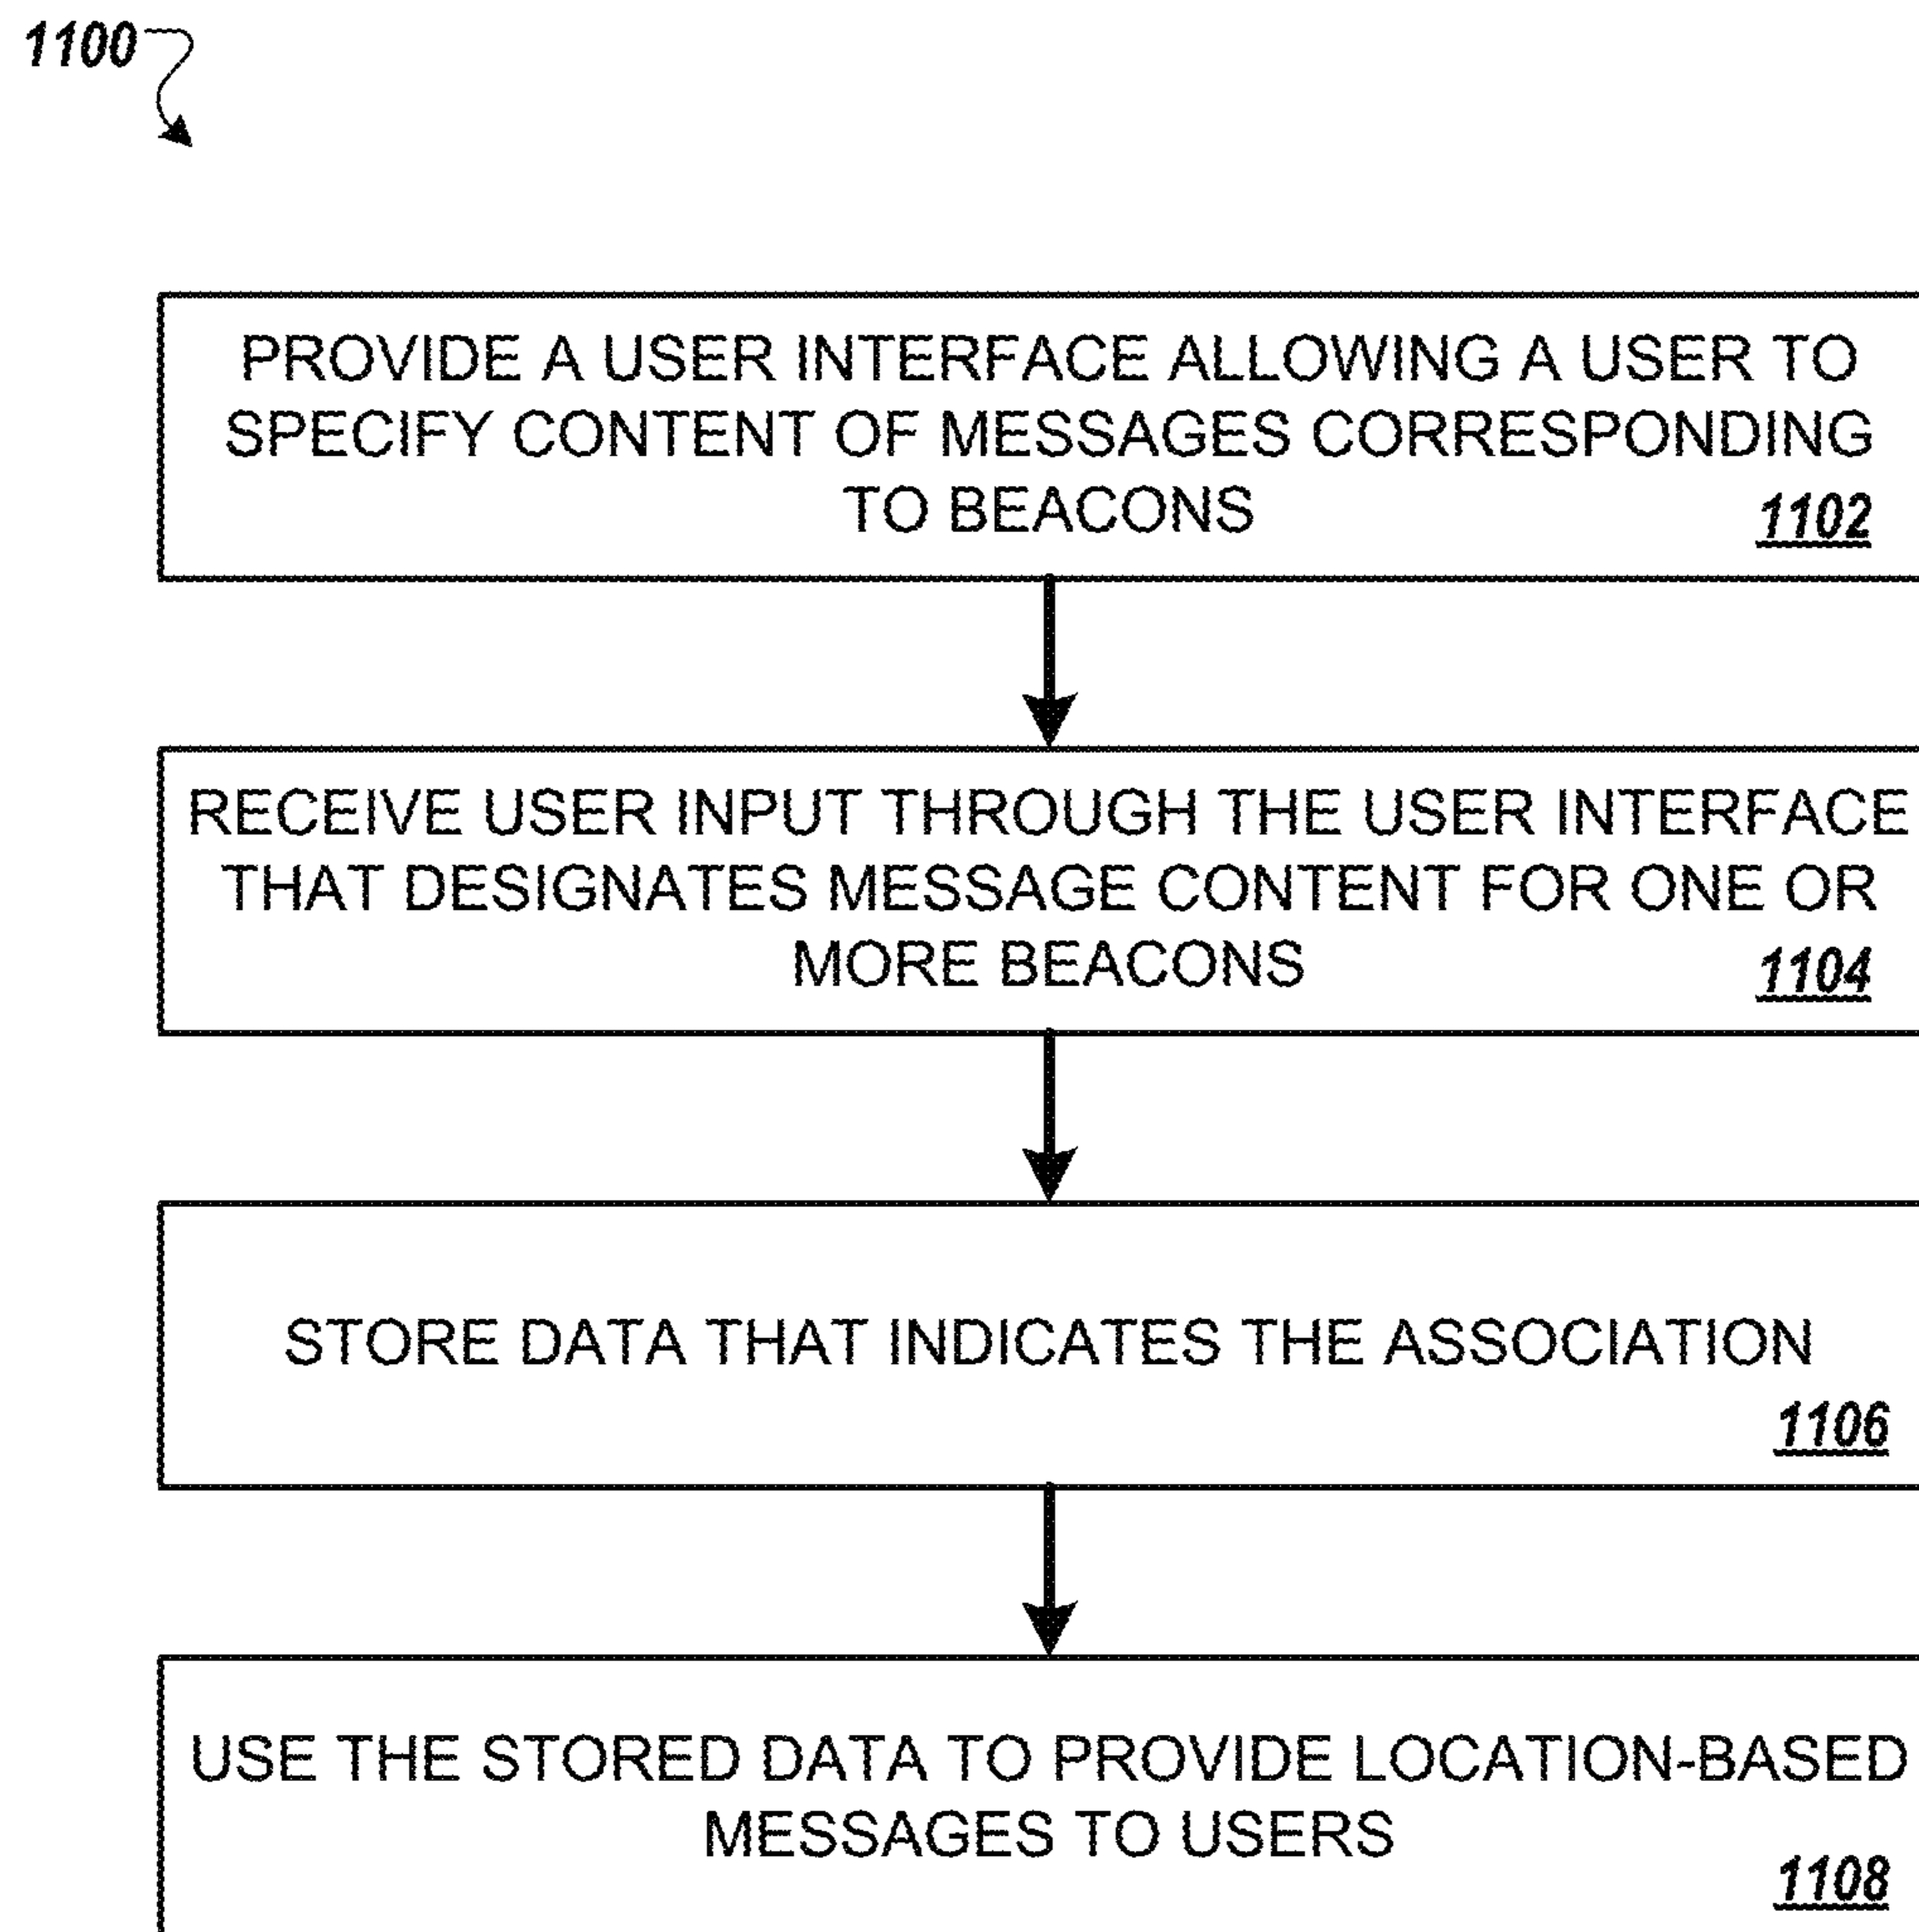 1100
PROVIDE A USER INTERFACE ALLOWING A USER TO
SPECIFY CONTENT OF MESSAGES CORRESPONDING
TO BEACONS
1102
RECEIVE USER INPUT THROUGH THE USER INTERFACE
THAT DESIGNATES MESSAGE CONTENT FOR ONE OR
MORE BEACONS
1104
STORE DATA THAT INDICATES THE ASSOCIATION
1106
USE THE STORED DATA TO PROVIDE LOCATION-BASED
MESSAGES TO USERS
1108